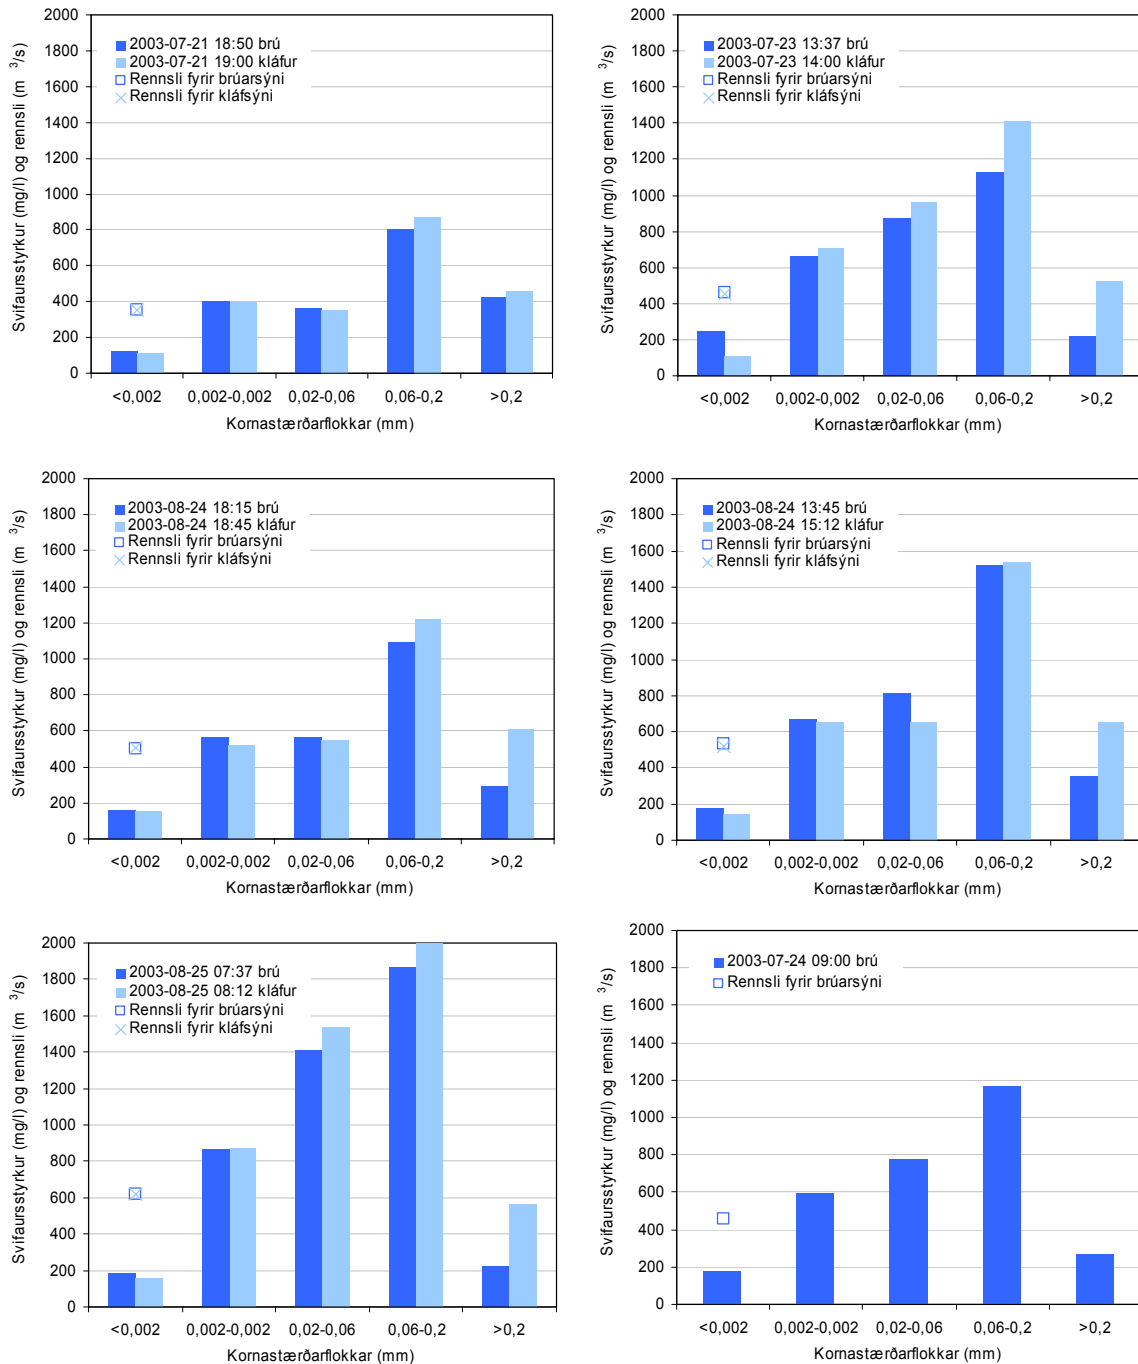 2000
1800
1600
1400
1200
1000
800
600
400
200
0
Svifaursstyrkur (mg/l) og rennsli (m ³/s)
2003-07-21 18:50 brú
2003-07-21 19:00 kláfur
Rennsli fyrir brúarsýni
Rennsli fyrir kláfsýni
<0,002 0,002-0,002 0,02-0,06 0,06-0,2 >0,2
Kornastærðarflokkar (mm)
2000
1800
1600
1400
1200
1000
800
600
400
200
0
Svifaursstyrkur (mg/l) og rennsli (m ³/s)
2003-07-23 13:37 brú
2003-07-23 14:00 kláfur
Rennsli fyrir brúarsýni
Rennsli fyrir kláfsýni
<0,002 0,002-0,002 0,02-0,06 0,06-0,2 >0,2
Kornastærðarflokkar (mm)
2000
1800
1600
1400
1200
1000
800
600
400
200
0
Svifaursstyrkur (mg/l) og rennsli (m ³/s)
2003-08-24 18:15 brú
2003-08-24 18:45 kláfur
Rennsli fyrir brúarsýni
Rennsli fyrir kláfsýni
<0,002 0,002-0,002 0,02-0,06 0,06-0,2 >0,2
Kornastærðarflokkar (mm)
2000
1800
1600
1400
1200
1000
800
600
400
200
0
Svifaursstyrkur (mg/l) og rennsli (m ³/s)
2003-08-24 13:45 brú
2003-08-24 15:12 kláfur
Rennsli fyrir brúarsýni
Rennsli fyrir kláfsýni
<0,002 0,002-0,002 0,02-0,06 0,06-0,2 >0,2
Kornastærðarflokkar (mm)
2000
1800
1600
1400
1200
1000
800
600
400
200
0
Svifaursstyrkur (mg/l) og rennsli (m ³/s)
2003-08-25 07:37 brú
2003-08-25 08:12 kláfur
Rennsli fyrir brúarsýni
Rennsli fyrir kláfsýni
<0,002 0,002-0,002 0,02-0,06 0,06-0,2 >0,2
Kornastærðarflokkar (mm)
2000
1800
1600
1400
1200
1000
800
600
400
200
0
Svifaursstyrkur (mg/l) og rennsli (m ³/s)
2003-07-24 09:00 brú
Rennsli fyrir brúarsýni
<0,002 0,002-0,002 0,02-0,06 0,06-0,2 >0,2
Kornastærðarflokkar (mm)